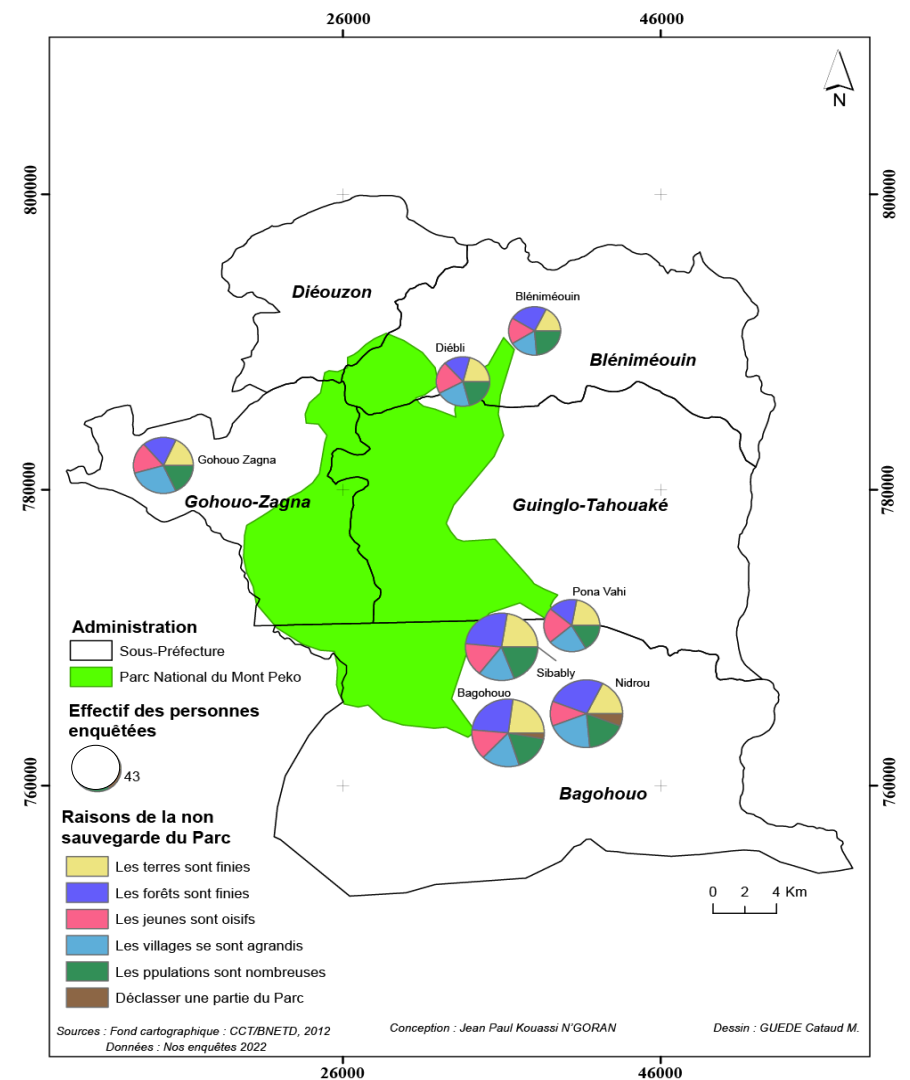 26000 46000
800000 800000
N
Diéouzon
Bléniméouin
Diébli
Bléniméouin
Gohouo Zagna
780000 780000
Gohouo-Zagna
Guinglo-Tahouaké
Pona Vahi
Administration
Sous-Préfecture
Parc National du Mont Peko
Sibably
Nidrou
Bagohouo
Effectif des personnes
enquêtées
43
760000 760000
Bagohouo
Raisons de la non
sauvegarde du Parc
Les terres sont finies
Les forêts sont finies
Les jeunes sont oisifs
Les villages se sont agrandis
Les ppulations sont nombreuses
Déclasser une partie du Parc
0 2 4 Km
Sources : Fond cartographique : CCT/BNETD, 2012
Données : Nos enquêtes 2022
Conception : Jean Paul Kouassi N'GORAN
Dessin : GUEDE Cataud M.
26000 46000